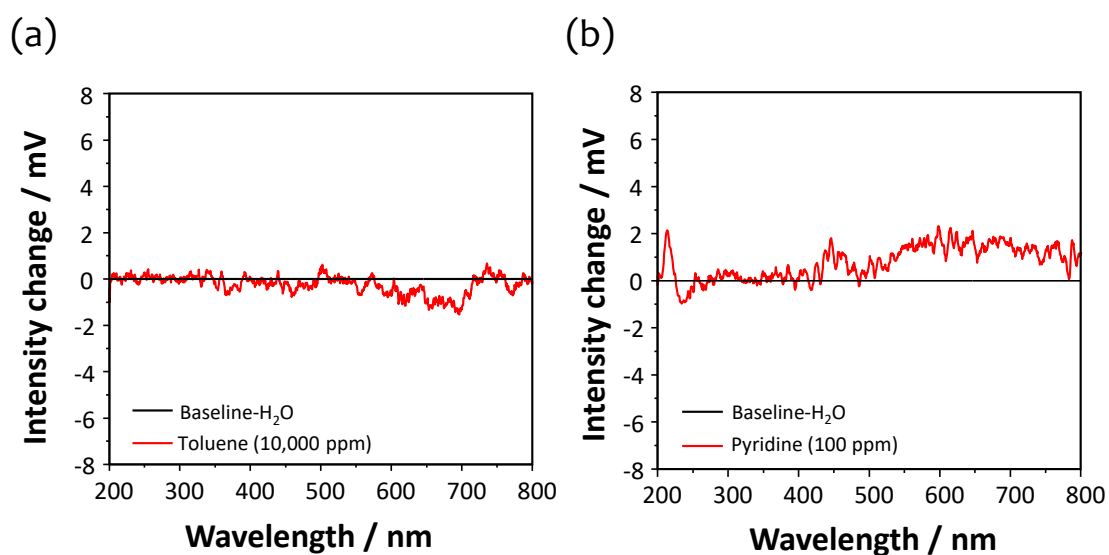 (a)
Intensity change / mV
8
6
4
2
0
-2
-4
-6
-8
Baseline-H₂O
Toluene (10,000 ppm)
200 300 400 500 600 700 800
Wavelength / nm
(b)
Intensity change / mV
8
6
4
2
0
-2
-4
-6
-8
Baseline-H₂O
Pyridine (100 ppm)
200 300 400 500 600 700 800
Wavelength / nm